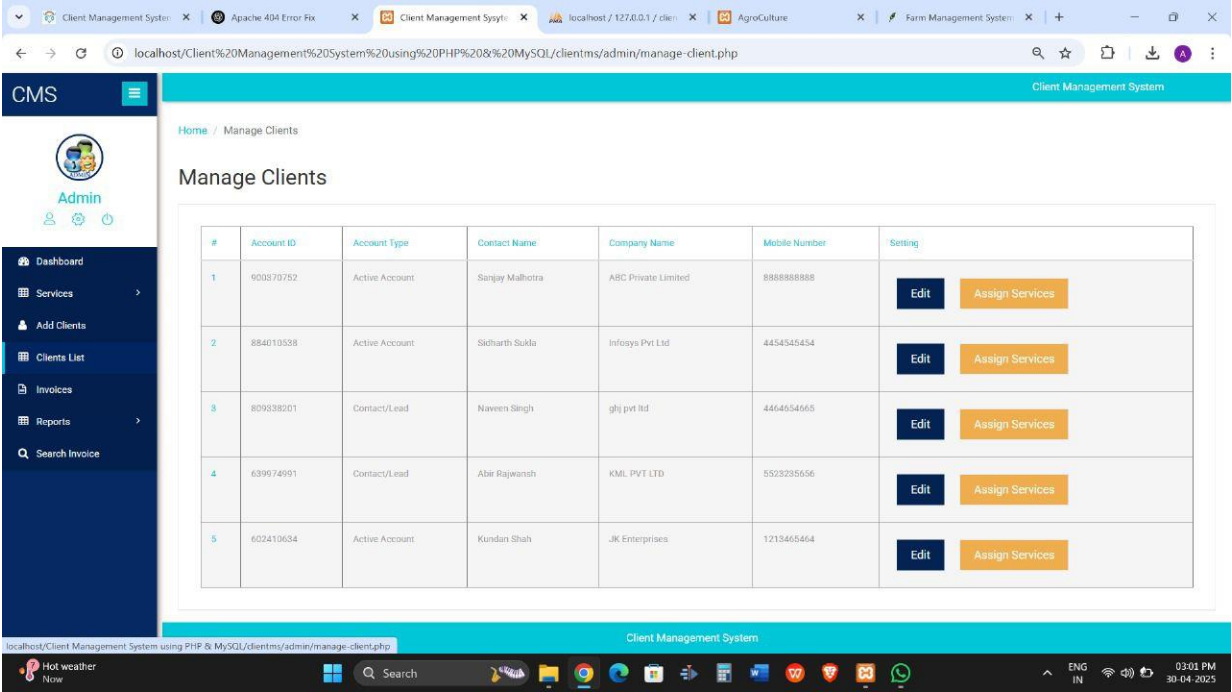 Client Management System
Apache 404 Error Fix
Client Management Sysyte
localhost / 127.0.0.1 / clien
AgroCulture
Farm Management System
localhost/Client%20Management%20System%20using%20PHP%20&%20MySQL/clientms/admin/manage-client.php
A
CMS
Client Management System
Home / Manage Clients
ADMIN
Manage Clients
Admin
# Account ID Account Type Contact Name Company Name Mobile Number Setting
Dashboard
1 900370752 Active Account Sanjay Malhotra ABC Private Limited 8888888888 Edit Assign Services
Services
Add Clients
2 884010538 Active Account Sidharth Sukla Infosys Pvt Ltd 4454545454 Edit Assign Services
Clients List
Invoices
3 809338201 Contact/Lead Naveen Singh ghj pvt ltd 4464654665 Edit Assign Services
Reports
Search Invoice
4 639974991 Contact/Lead Abir Rajwansh KML PVT LTD 5523235656 Edit Assign Services
5 602410634 Active Account Kundan Shah JK Enterprises 1213465464 Edit Assign Services
Client Management System
localhost/Client Management System using PHP & MySQL/clientms/admin/manage-client.php
7
Hot weather
Now
Search
ENG
IN
03:01 PM
30-04-2025